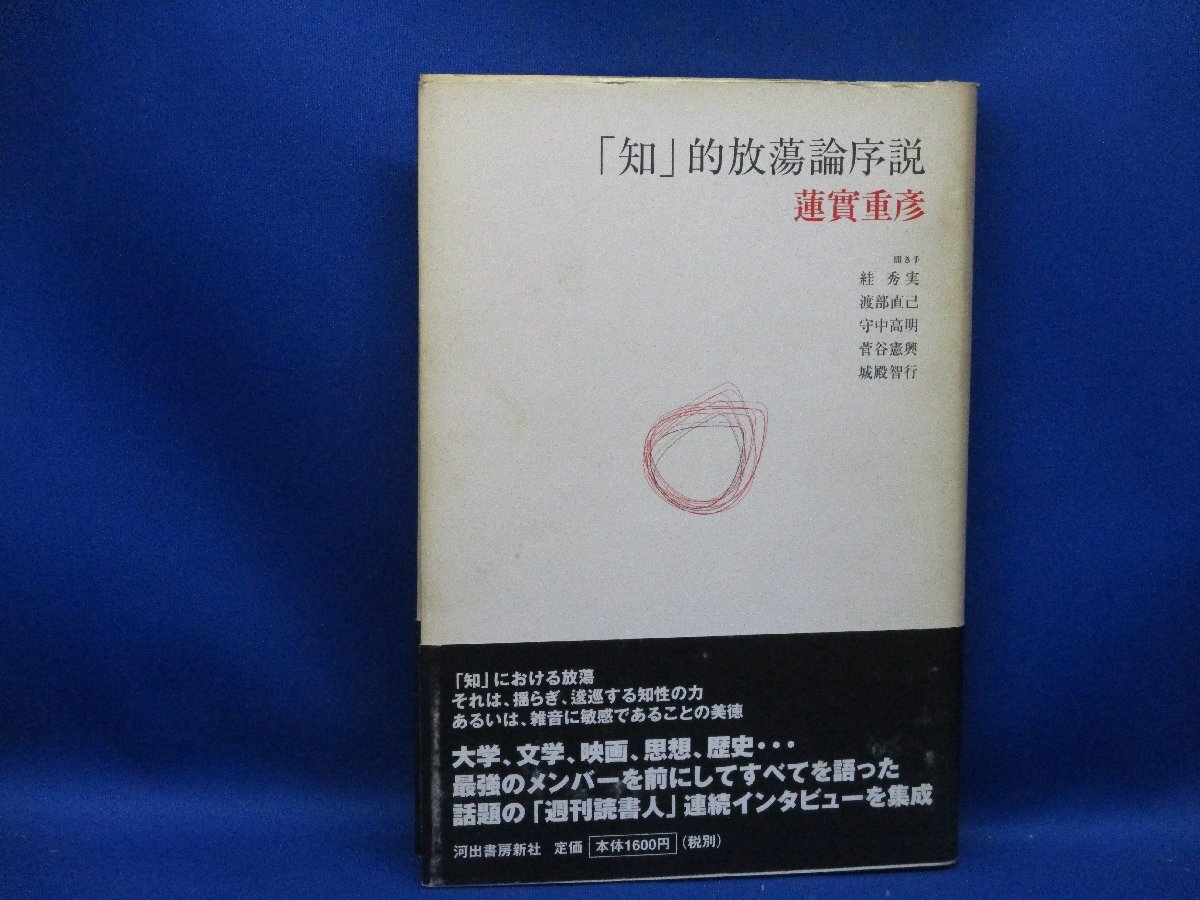 「知」的放蕩論序説
蓮實重彥
聞き手
絓 秀実
渡部直己
守中高明
菅谷憲興
城殿智行
「知」における放蕩
それは、揺らぎ、逡巡する知性の力
あるいは、雑音に敏感であることの美徳
大学、文学、映画、思想、歴史・・・
最強のメンバーを前にしてすべてを語った
話題の「週刊読書人」連続インタビューを集成
河出書房新社 定価 本体1600円 (税別)